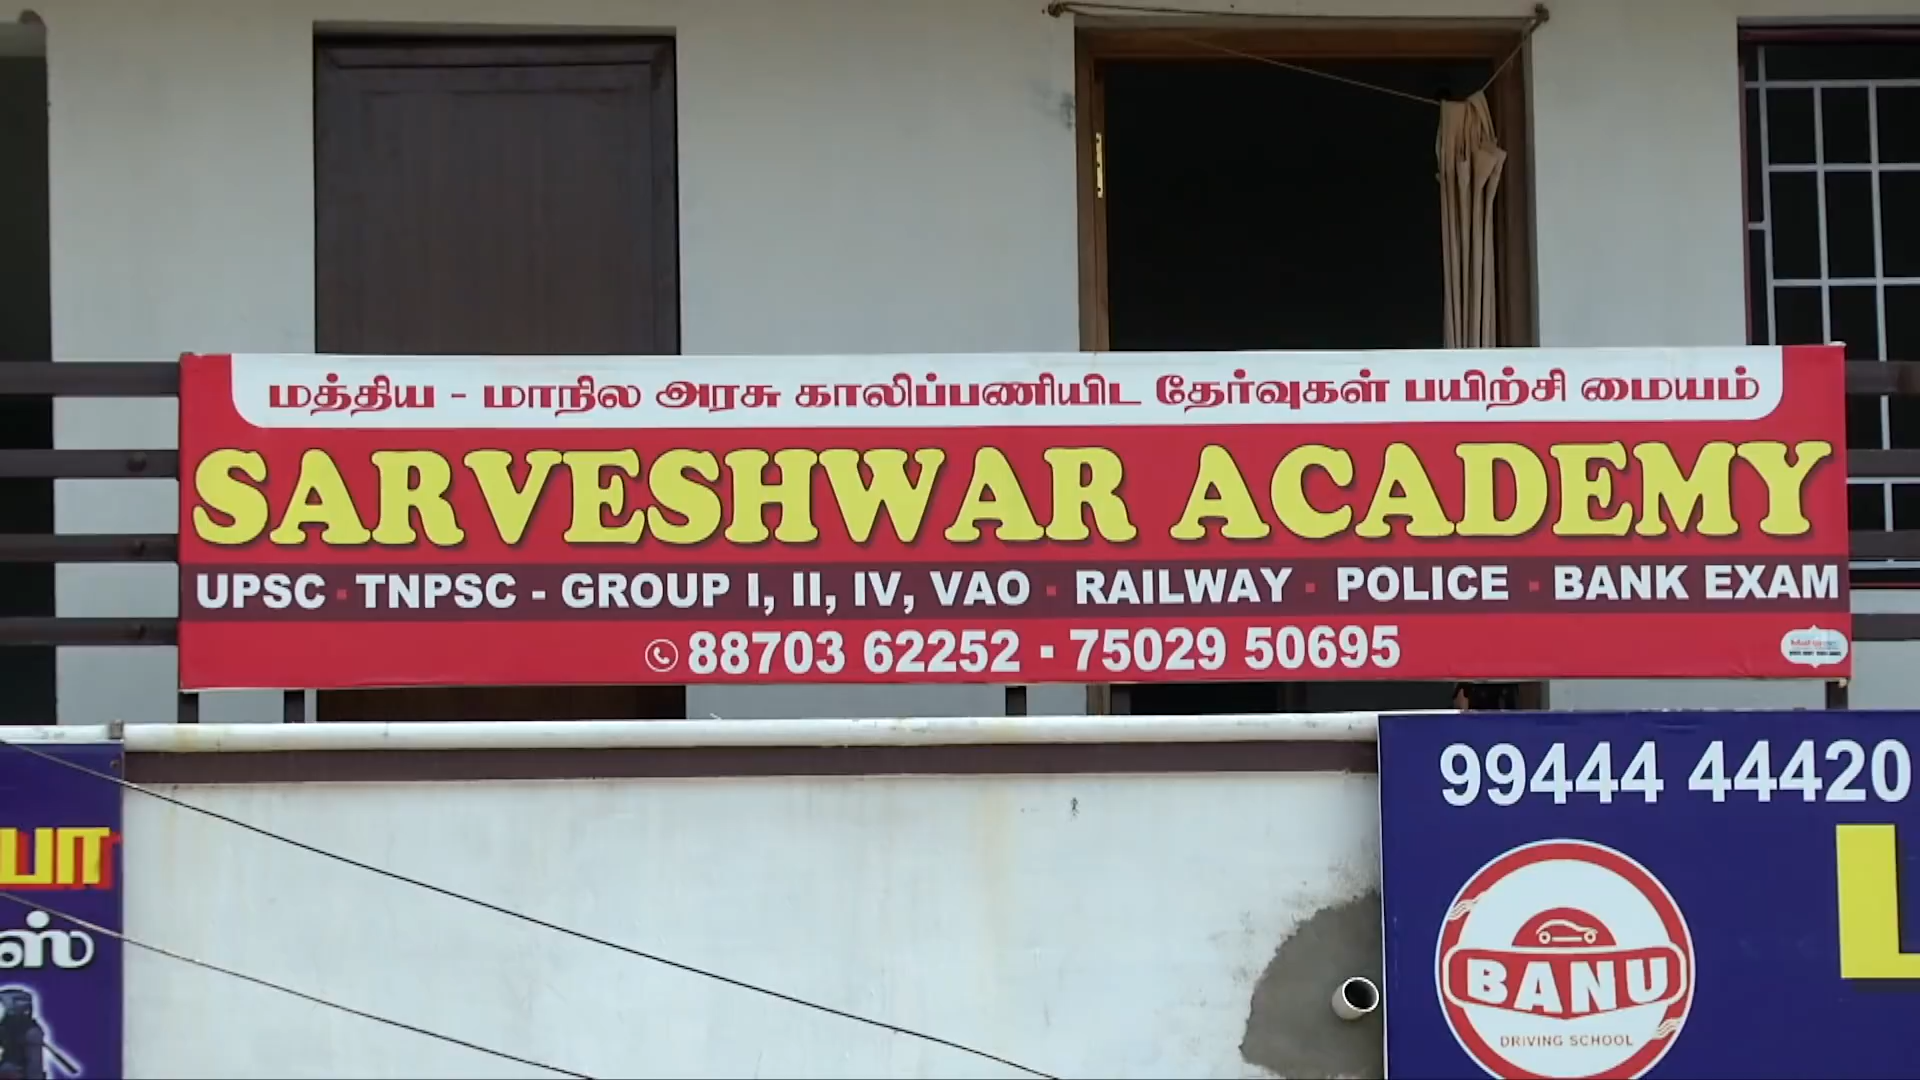 மத்திய - மாநில அரசு காலிப்பணியிட தேர்வுகள் பயிற்சி மையம்
SARVESHWAR ACADEMY
UPSC ▪ TNPSC - GROUP I, II, IV, VAO ▪ RAILWAY ▪ POLICE ▪ BANK EXAM
88703 62252 ▪ 75029 50695
99444 44420
BANU
DRIVING SCHOOL